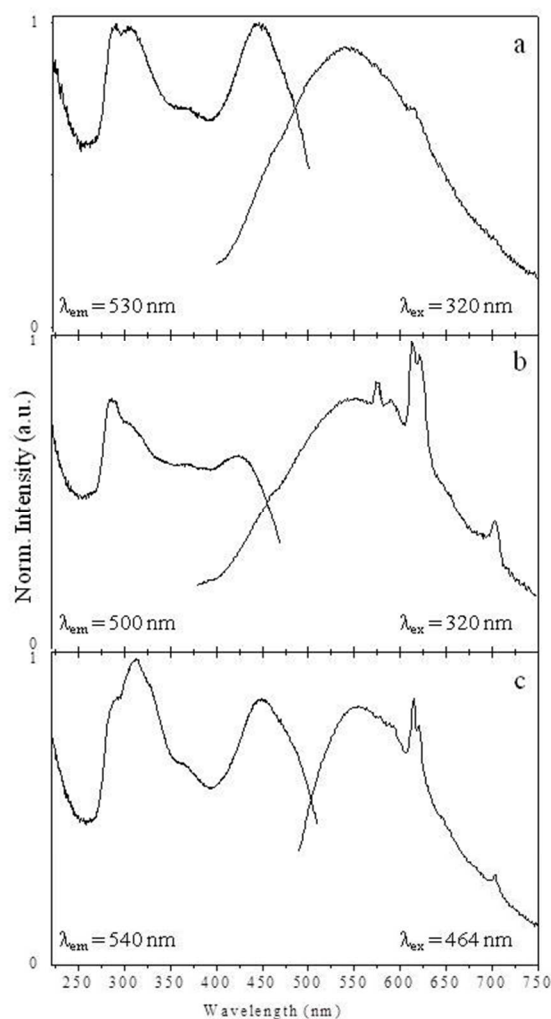 1
a
λem = 530 nm
λex = 320 nm
0
1
b
Norm. Intensity (a.u.)
λem = 500 nm
λex = 320 nm
0
1
c
λem = 540 nm
λex = 464 nm
0
250 300 350 400 450 500 550 600 650 700 750
Wavelength (nm)